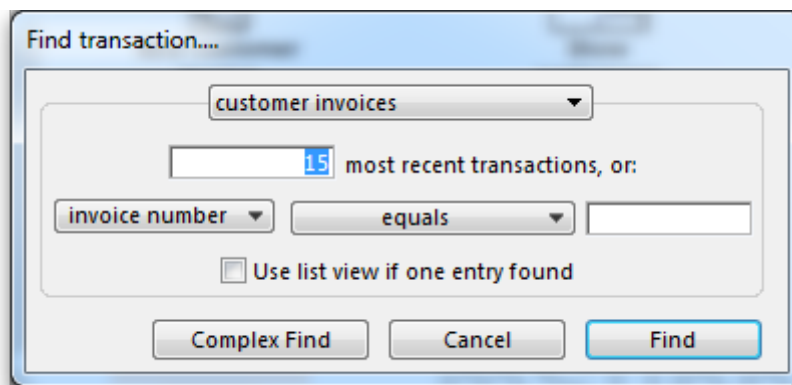 Find transaction....
customer invoices
15 most recent transactions, or:
invoice number equals
Use list view if one entry found
Complex Find Cancel Find